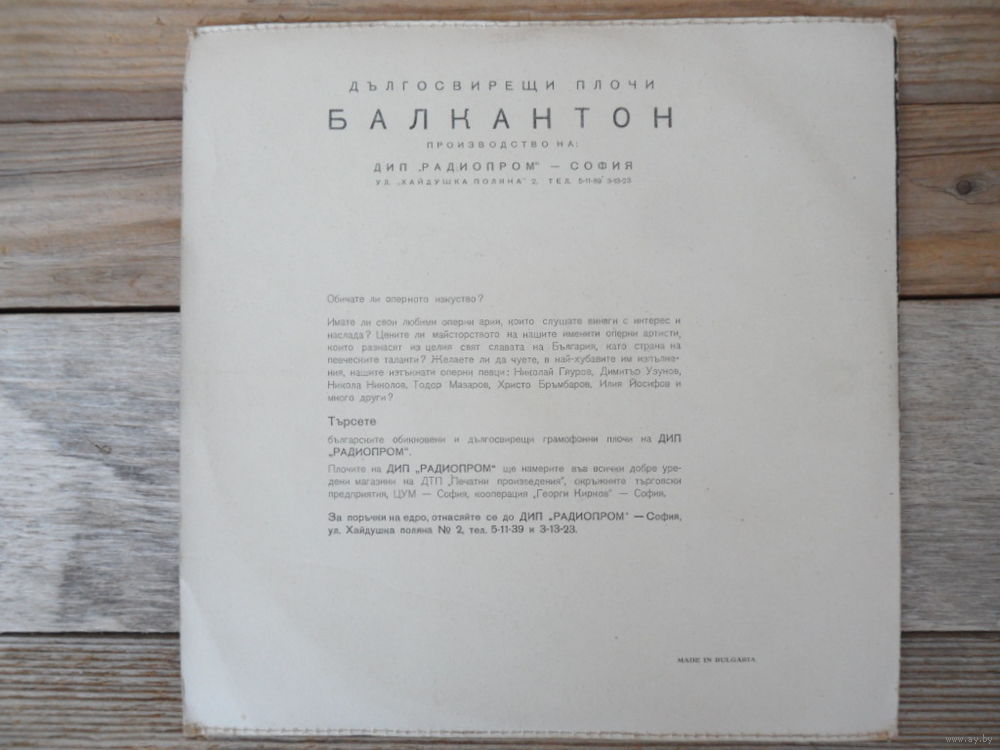 ДЪЛГОСВИРЕЩИ ПЛОЧИ
БАЛКАНТОН
ПРОИЗВОДСТВО НА:
ДИП „РАДИОПРОМ“ — СОФИЯ
УЛ. „ХАЙДУШКА ПОЛЯНА“ 2, ТЕЛ. 5-11-39 3-13-23
Обичате ли оперното изкуство?
Имате ли свои любими оперни арии, които слушате винаги с интерес и
наслада? Цените ли майсторството на нашите именити оперни артисти,
които разнасят из целия свят славата на България, като страна на
певческите таланти? Желаете ли да чуете, в най-хубавите им изпълне-
ния, нашите изтъкнати оперни певци: Николай Гяуров, Димитър Узунов,
Никола Николов, Тодор Мазаров, Христо Бръмбаров, Илия Йосифов и
много други?
Търсете
българските обикновени и дългосвирещи грамофонни плочи на ДИП
„РАДИОПРОМ“.
Плочите на ДИП „РАДИОПРОМ“ ще намерите във всички добре уре-
дени магазини на ДТП „Печатни произведения“, окръжните търговски
предприятия, ЦУМ — София, кооперация „Георги Кирков“ — София.
За поръчки на едро, отнасяйте се до ДИП „РАДИОПРОМ“ — София,
ул. Хайдушка поляна № 2, тел. 5-11-39 и 3-13-23.
MADE IN BULGARIA
www.ay.by